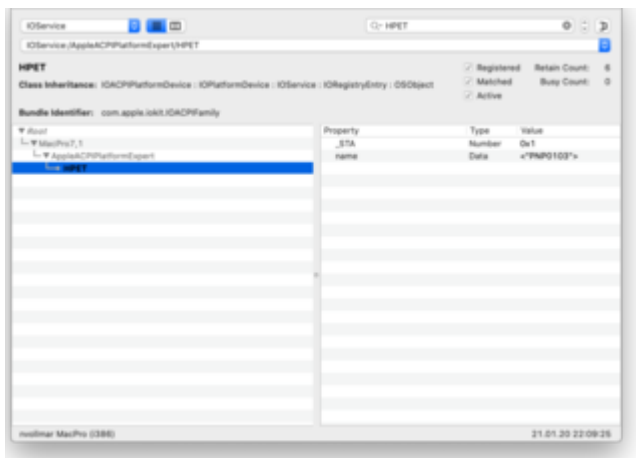 IOService
HPET
IOService:/AppleACPIPlatformExpert/HPET
HPET
Registered Retain Count: 6
Class Inheritance: IOACPIPlatformDevice : IOPlatformDevice : IOService : IORegistryEntry : OSObject
Matched Busy Count: 0
Active
Bundle Identifier: com.apple.iokit.IOACPIFamily
Root
MacPro7,1
AppleACPIPlatformExpert
HPET
Property Type Value
_STA Number 0x1
name Data <"PNP0103">
nvollmar MacPro (i386)
21.01.20 22:09:25